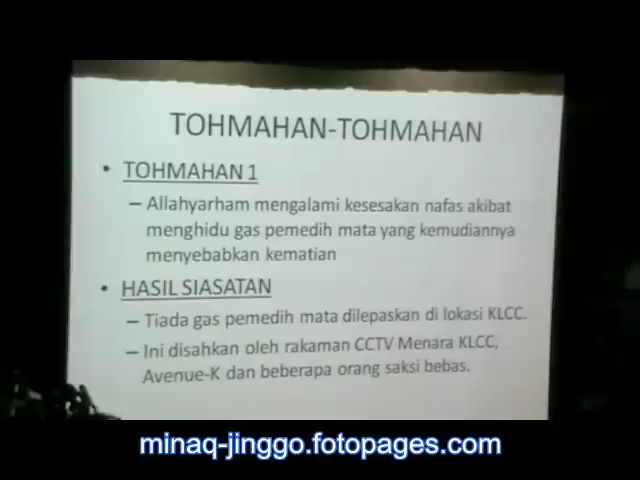 TOHMAHAN-TOHMAHAN
• TOHMAHAN 1
– Allahyarham mengalami kesesakan nafas akibat
menghidu gas pemedih mata yang kemudiannya
menyebabkan kematian
• HASIL SIASATAN
– Tiada gas pemedih mata dilepaskan di lokasi KLCC.
– Ini disahkan oleh rakaman CCTV Menara KLCC,
Avenue-K dan beberapa orang saksi bebas.
minaq-jinggo.fotopages.com